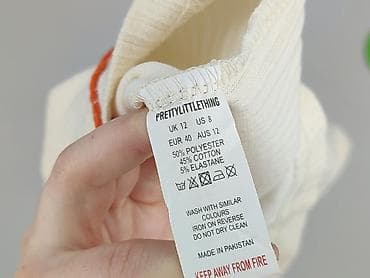 PRETTYLITTLETHING
UK 12 US 8
EUR 40 AUS 12
50% POLYESTER
45% COTTON
5% ELASTANE
WASH WITH SIMILAR
COLOURS
IRON ON REVERSE
DO NOT DRY CLEAN
MADE IN PAKISTAN
KEEP AWAY FROM FIRE